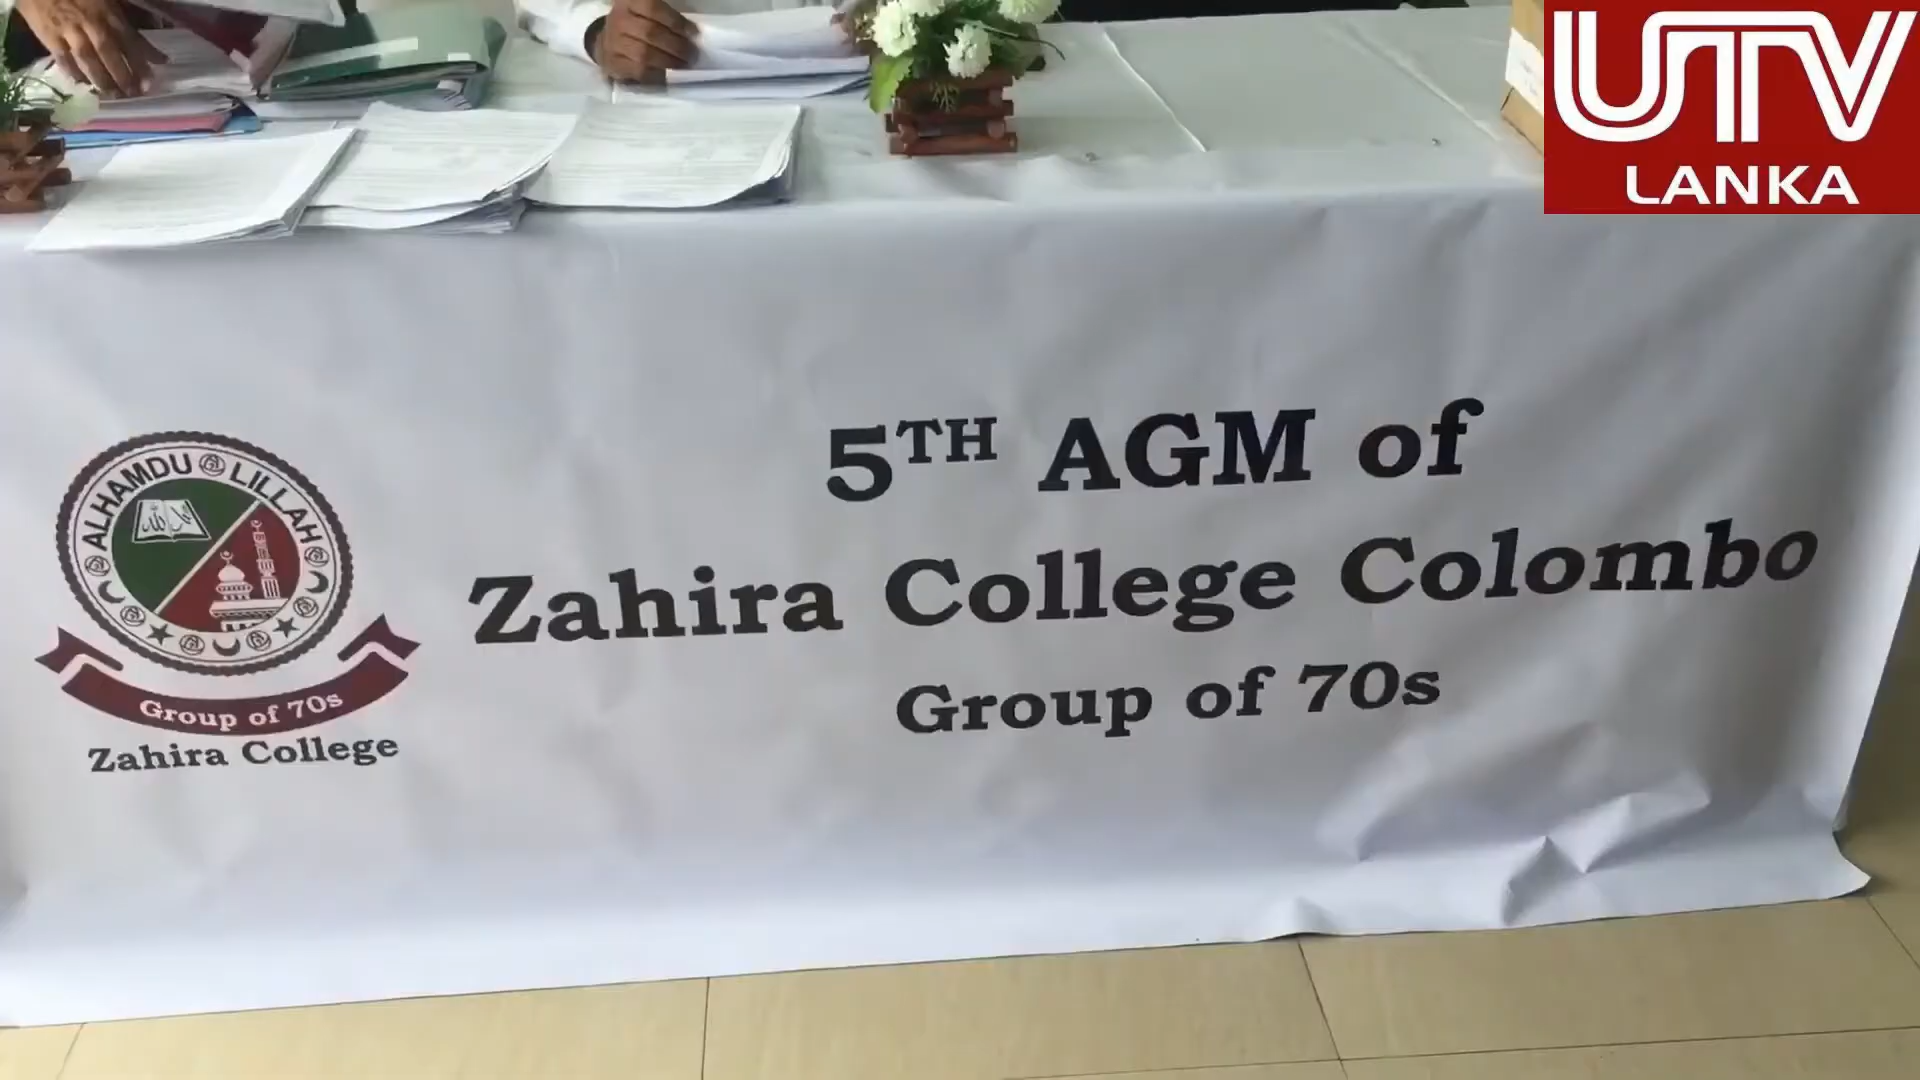 UTV
LANKA
5TH AGM of
Zahira College Colombo
Group of 70s
ALHAMDU LILLAH
Group of 70s
Zahira College